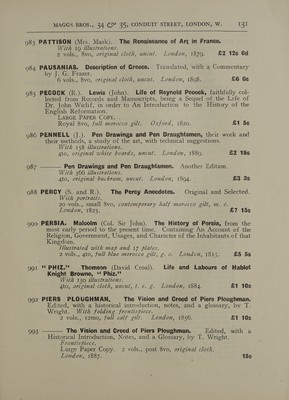 MAGGS BROS., 34 & 35, CONDUIT STREET, LONDON, W. 131
983 PATTISON (Mrs. Mark). The Renaissance of Art in France.
With 19 illustrations.
2 vols., 8vo, original cloth, uncut. London, 1879. £2 12s 6d
984 PAUSANIAS. Description of Greece. Translated, with a Commentary
by J. G. Frazer.
6 vols., 8vo, original cloth, uncut. London, 1898. £6 6s
985 PECOCK (R.). Lewis (John). Life of Reynold Pecock, faithfully col-
lected from Records and Manuscripts, being a Sequel of the Life of
Dr. John Wiclif, in order to An Introduction to the History of the
English Reformation.
LARGE PAPER COPY.
Royal 8vo, full morocco gilt. Oxford, 1820. £1 5s
986 PENNELL (J.). Pen Drawings and Pen Draughtsmen, their work and
their methods, a study of the art, with technical suggestions.
With 158 illustrations.
4to, original white boards, uncut. London, 1889. £2 18s
987 —— Pen Drawings and Pen Draughtsmen. Another Edition.
With 366 illustrations.
4to, original buckram, uncut. London, 1894. £3 3s
988 PERCY (S. and R.). The Percy Anecdotes. Original and Selected.
With portraits.
20 vols., small 8vo, contemporary half morocco gilt, m. e.
London, 1823. £7 15s
990 PERSIA. Malcolm (Col. Sir John). The History of Persia, from the
most early period to the present time. Containing An Account of the
Religion, Government, Usages, and Character of the Inhabitants of that
Kingdom.
Illustrated with map and 17 plates.
2 vols., 4to, full blue morocco gilt, g. e. London, 1815. £5 5s
991 "PHIZ." Thomson (David Croal). Life and Labours of Hablot
Knight Browne, "Phiz."
With 130 illustrations.
4to, original cloth, uncut, t. e. g. London, 1884. £1 10s
992 PIERS PLOUGHMAN. The Vision and Creed of Piers Ploughman.
Edited, with a historical introduction, notes, and a glossary, by T.
Wright. With folding frontispiece.
2 vols., 12mo, full calf gilt. London, 1856. £1 10s
993 —— The Vision and Creed of Piers Ploughman. Edited, with a
Historical Introduction, Notes, and a Glossary, by T. Wright.
Frontispiece.
Large Paper Copy. 2 vols., post 8vo, original cloth.
London, 1887. 15s